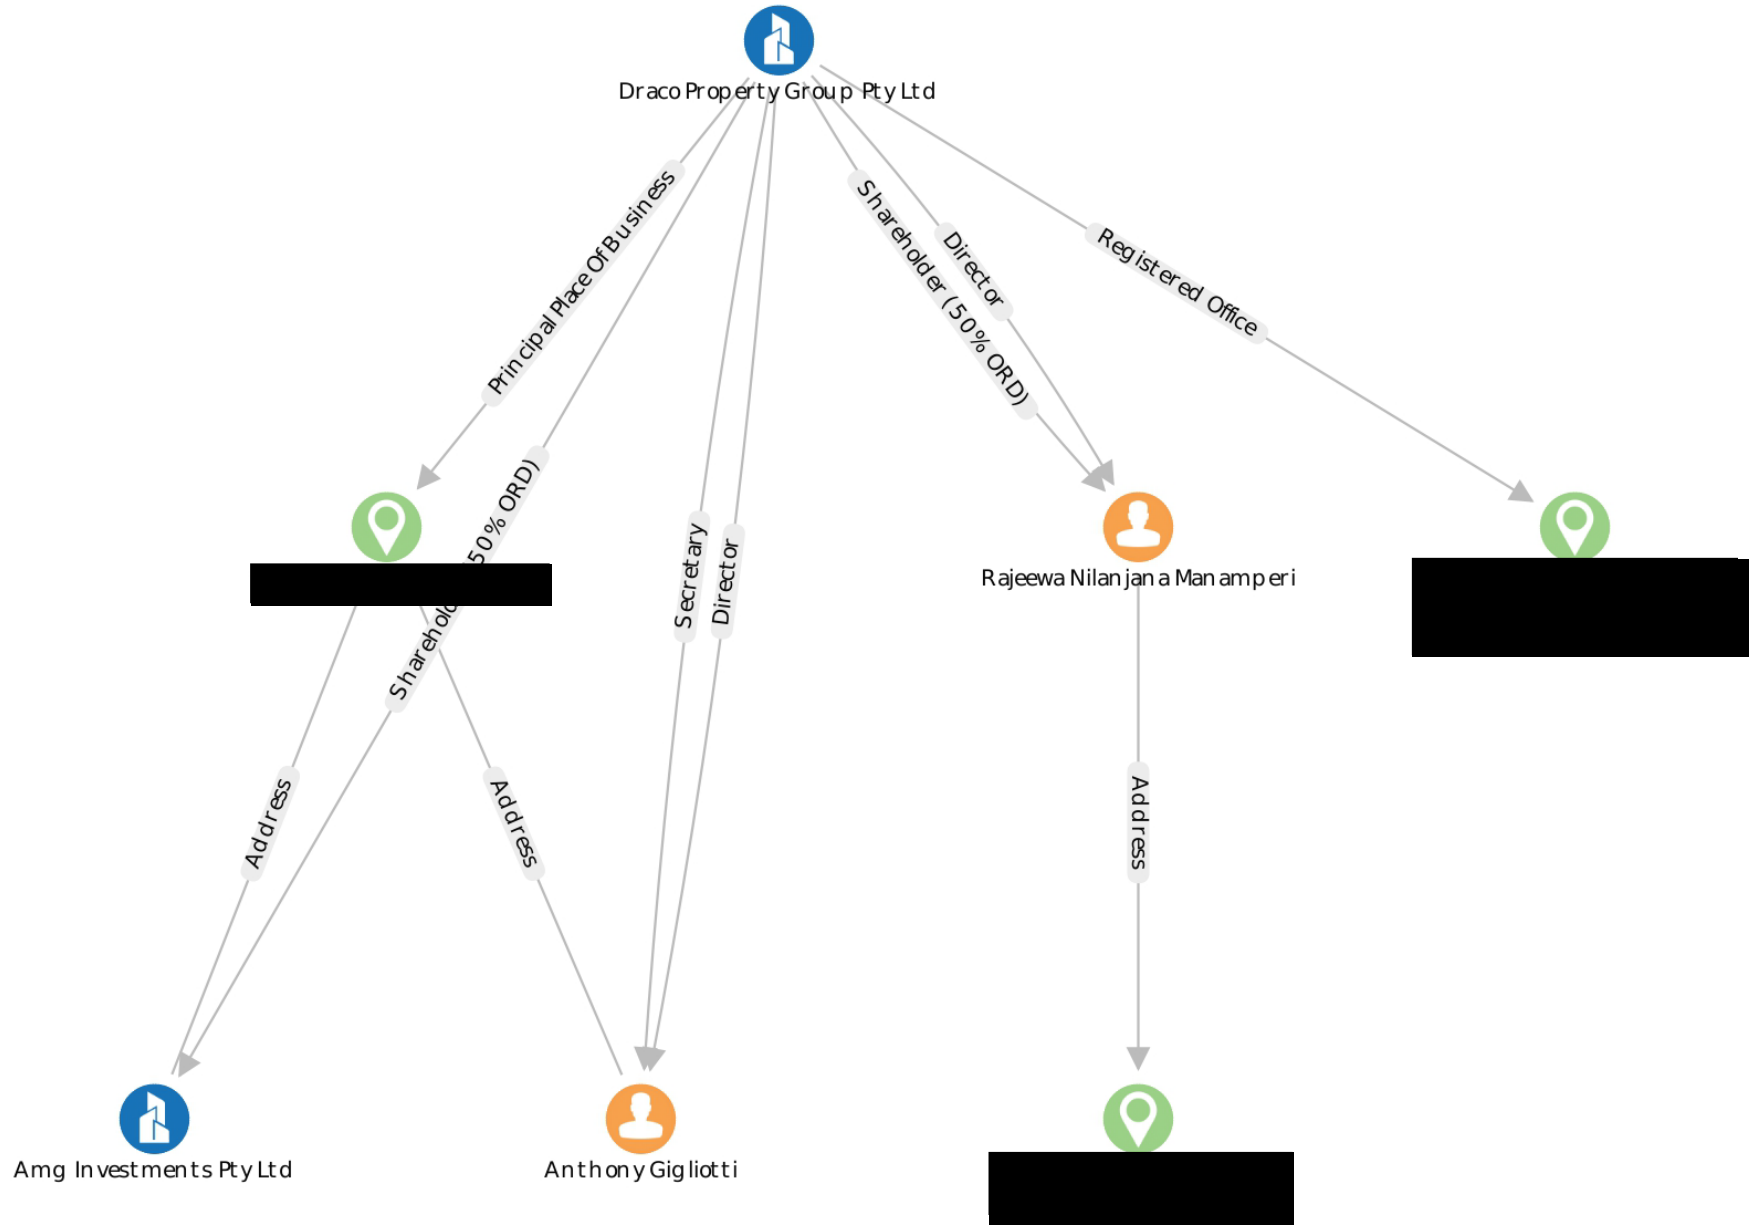 Draco Property Group Pty Ltd
Principal Place Of Business
Shareholder (50% ORD)
Director
Registered Office
50% ORD)
Secretary
Director
Rajeewa Nilanjana Manamperi
Address
Address
Address
Amg Investments Pty Ltd
Anthony Gigliotti